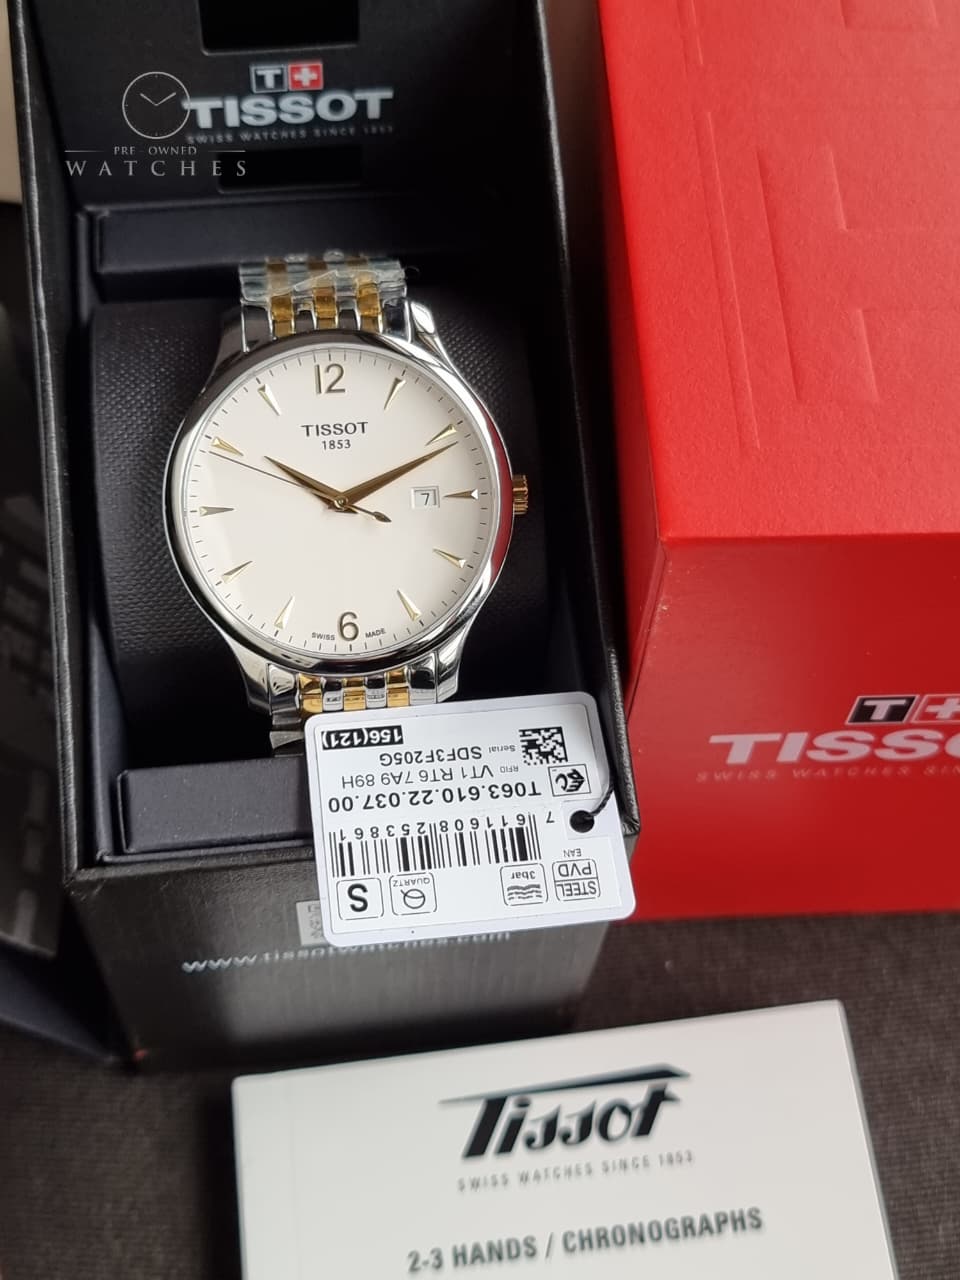 T+
TISSOT
SWISS WATCHES SINCE 1853
PRE-OWNED
WATCHES
12
TISSOT
1853
7
6
SWISS MADE
156(121)
Serial
SDF3F205G
RFID VT1 RT6 7A9 89H
T063.610.22.037.00
7 611608 253861
EAN
STEEL
PVD
3bar
QUARTZ
S
www.tissotwatches.com
T+
TISSO
SWISS WATCHES SIN
Tissot
SWISS WATCHES SINCE 1853
2-3 HANDS / CHRONOGRAPHS